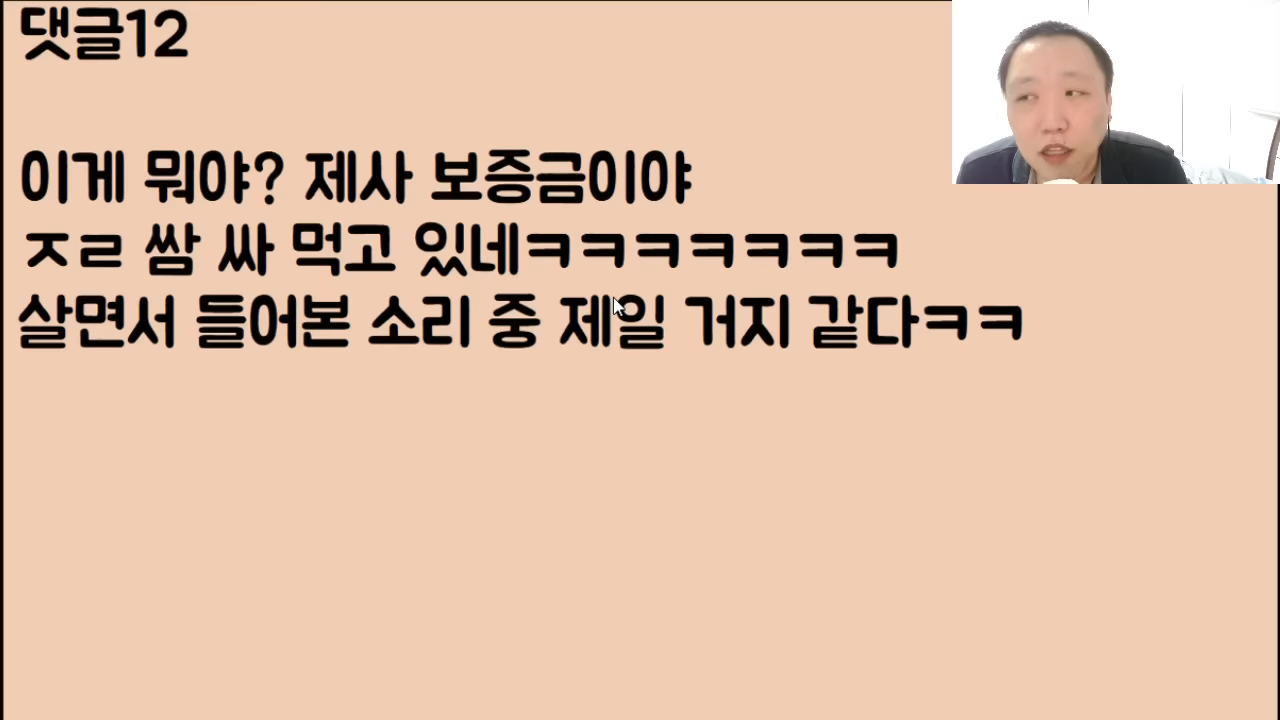 댓글12
이게 뭐야? 제사 보증금이야
ㅈㄹ 쌈 싸 먹고 있네ㅋㅋㅋㅋㅋㅋㅋ
살면서 들어본 소리 중 제일 거지 같다ㅋㅋ